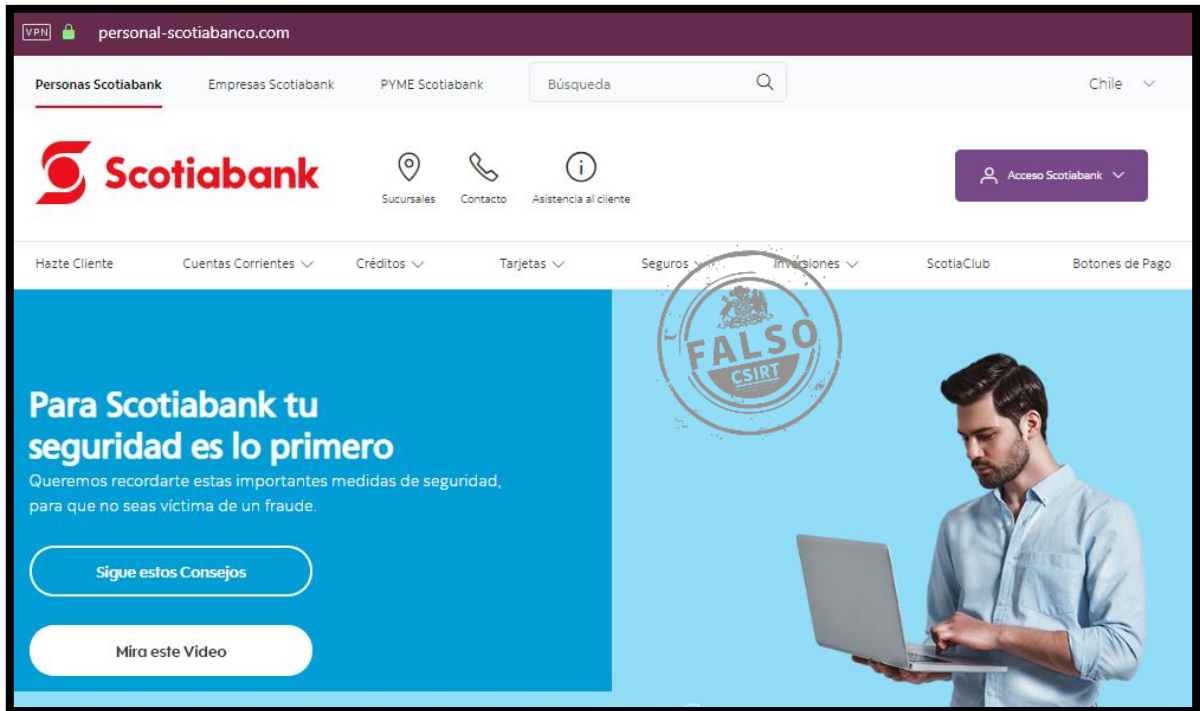 VPN personal-scotiabanco.com
Personas Scotiabank Empresas Scotiabank PYME Scotiabank Búsqueda Chile
Scotiabank
Sucursales Contacto Asistencia al cliente
Acceso Scotiabank
Hazte Cliente Cuentas Corrientes Créditos Tarjetas Seguros Inversiones ScotiaClub Botones de Pago
FALSO
CSIRT
Para Scotiabank tu
seguridad es lo primero
Queremos recordarte estas importantes medidas de seguridad,
para que no seas víctima de un fraude.
Sigue estos Consejos
Mira este Video